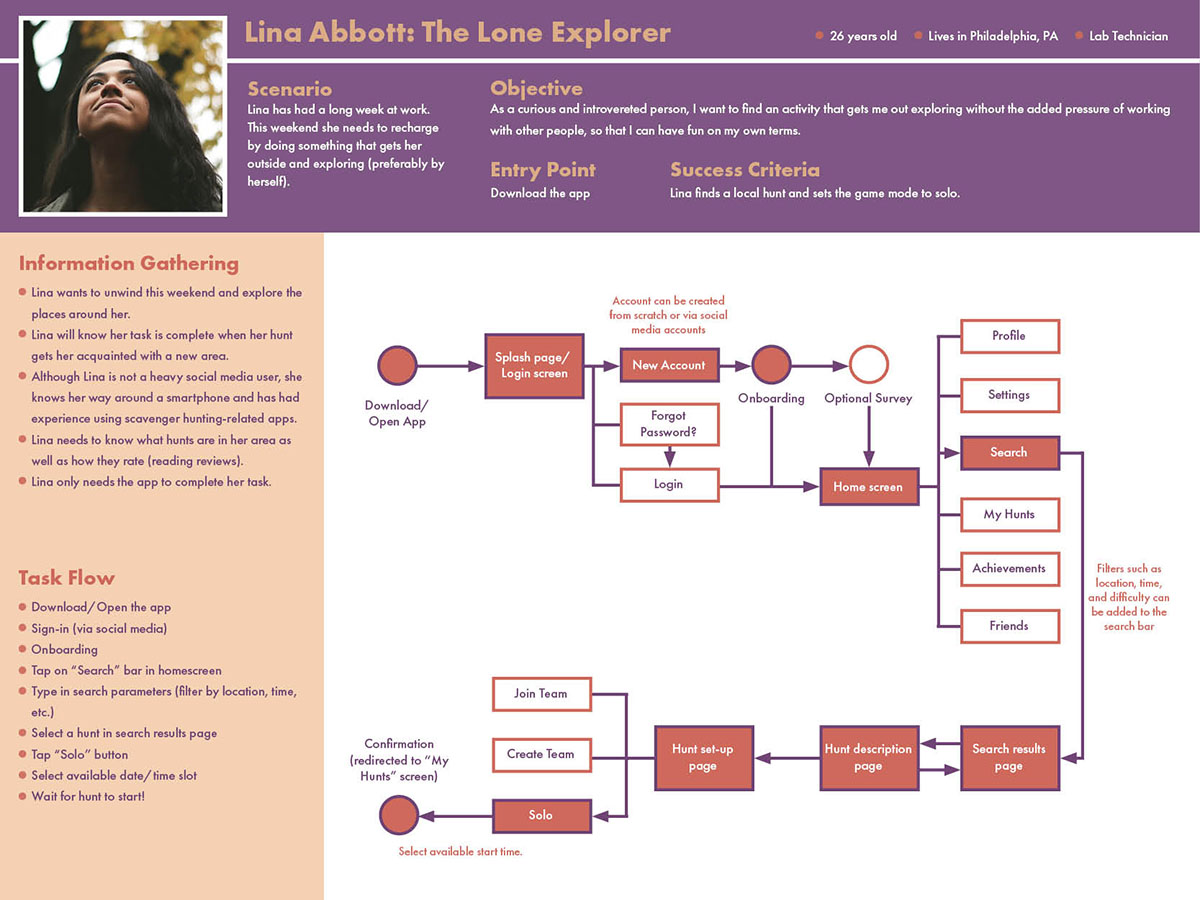 Lina Abbott: The Lone Explorer
26 years old
Lives in Philadelphia, PA
Lab Technician
Scenario
Lina has had a long week at work.
This weekend she needs to recharge
by doing something that gets her
outside and exploring (preferably by
herself).
Objective
As a curious and introvereted person, I want to find an activity that gets me out exploring without the added pressure of working
with other people, so that I can have fun on my own terms.
Entry Point
Download the app
Success Criteria
Lina finds a local hunt and sets the game mode to solo.
Information Gathering
Lina wants to unwind this weekend and explore the
places around her.
Lina will know her task is complete when her hunt
gets her acquainted with a new area.
Although Lina is not a heavy social media user, she
knows her way around a smartphone and has had
experience using scavenger hunting-related apps.
Lina needs to know what hunts are in her area as
well as how they rate (reading reviews).
Lina only needs the app to complete her task.
Task Flow
Download/Open the app
Sign-in (via social media)
Onboarding
Tap on “Search” bar in homescreen
Type in search parameters (filter by location, time,
etc.)
Select a hunt in search results page
Tap “Solo” button
Select available date/time slot
Wait for hunt to start!
Download/
Open App
Splash page/
Login screen
Account can be created
from scratch or via social
media accounts
New Account
Forgot
Password?
Login
Onboarding
Optional Survey
Home screen
Profile
Settings
Search
My Hunts
Achievements
Friends
Filters such as
location, time,
and difficulty can
be added to the
search bar
Search results
page
Hunt description
page
Hunt set-up
page
Join Team
Create Team
Solo
Select available start time.
Confirmation
(redirected to “My
Hunts” screen)